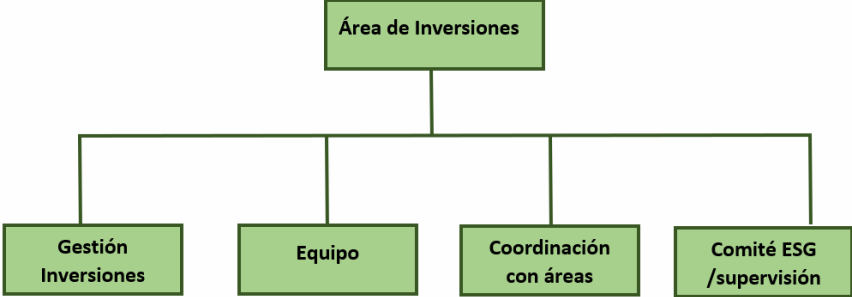 Área de Inversiones
Gestión
Inversiones
Equipo
Coordinación
con áreas
Comité ESG
/supervisión